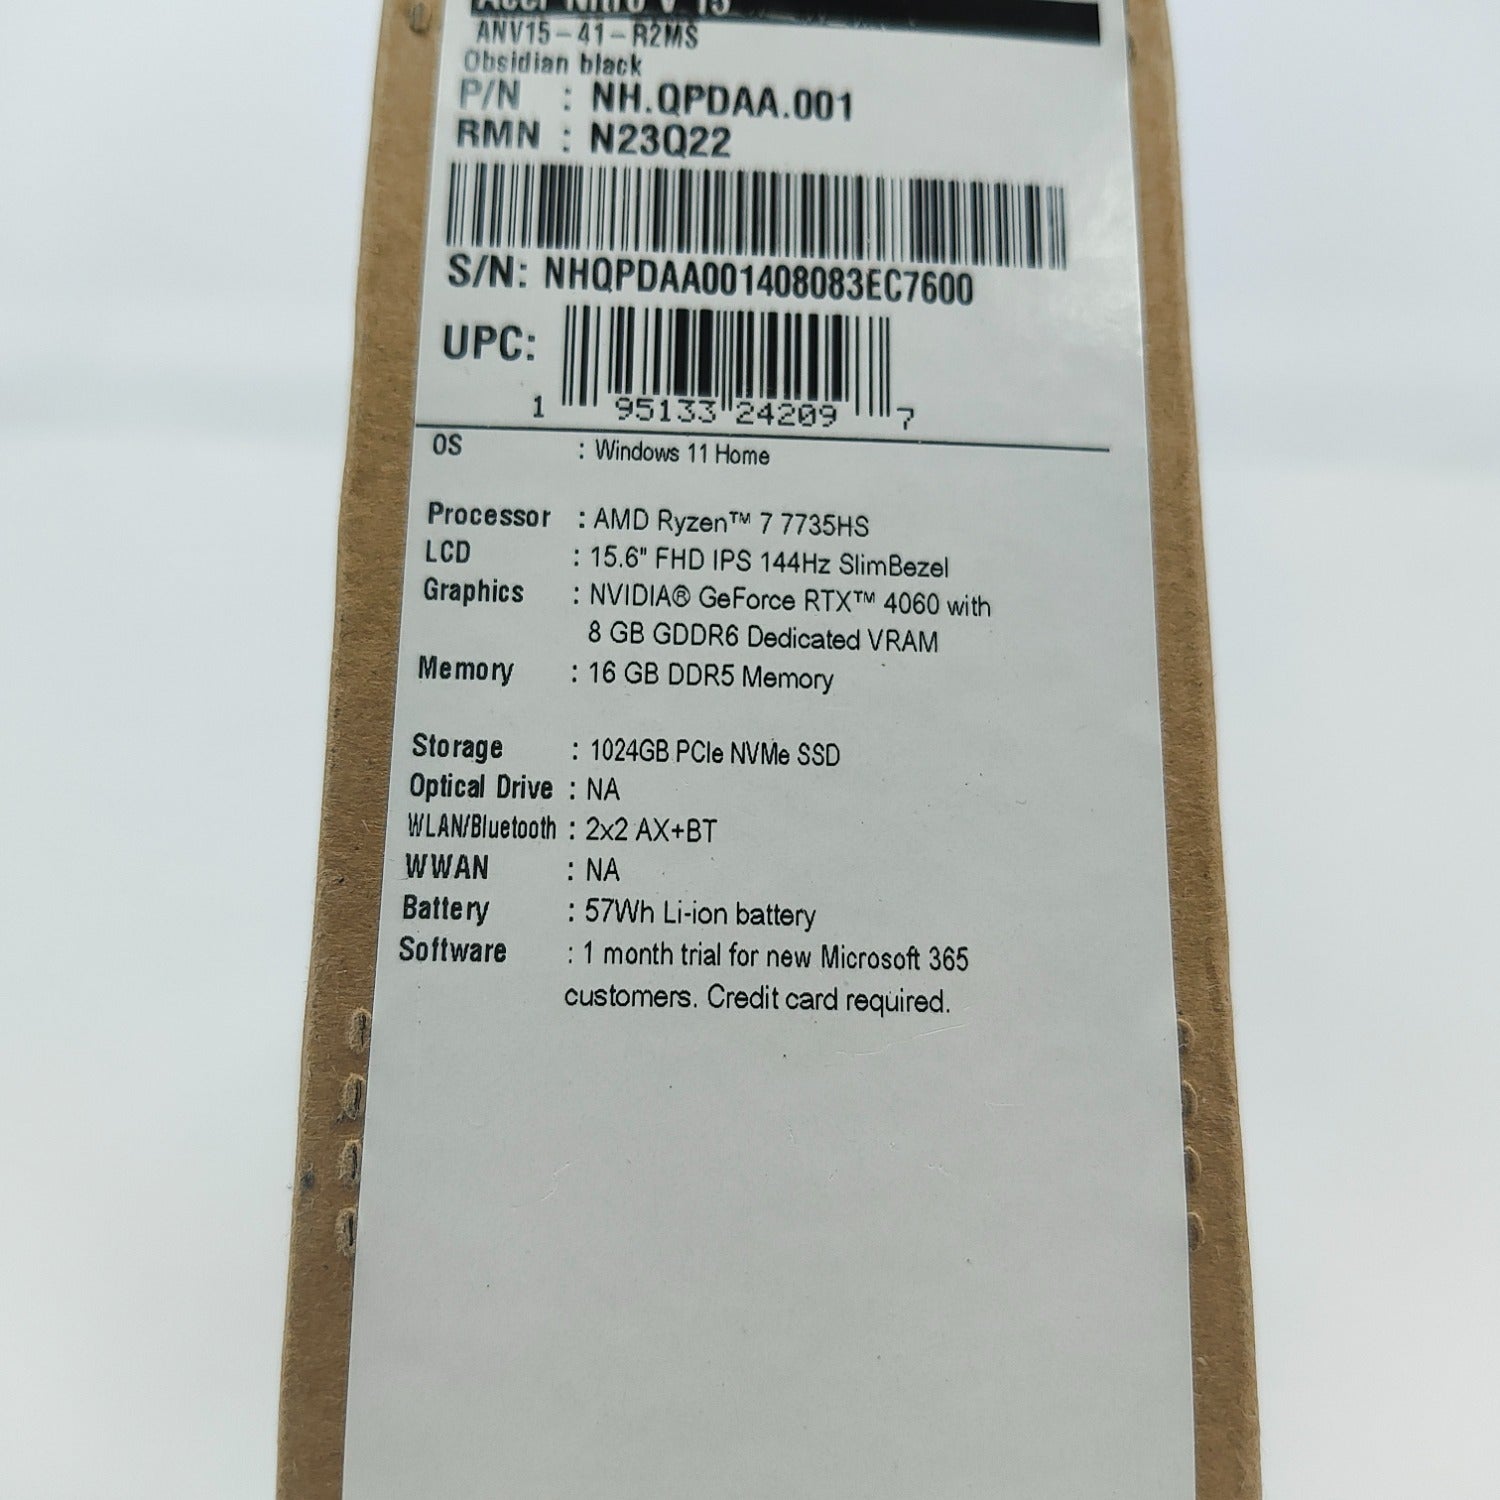 Acer Nitro V 15
ANV15-41-R2MS
Obsidian black
P/N : NH.QPDAA.001
RMN : N23Q22
S/N: NHQPDAA001408083EC7600
UPC:
1 95133 24209 7
OS : Windows 11 Home
Processor : AMD Ryzen™ 7 7735HS
LCD : 15.6" FHD IPS 144Hz SlimBezel
Graphics : NVIDIA® GeForce RTX™ 4060 with
8 GB GDDR6 Dedicated VRAM
Memory : 16 GB DDR5 Memory
Storage : 1024GB PCIe NVMe SSD
Optical Drive : NA
WLAN/Bluetooth : 2x2 AX+BT
WWAN : NA
Battery : 57Wh Li-ion battery
Software : 1 month trial for new Microsoft 365
customers. Credit card required.